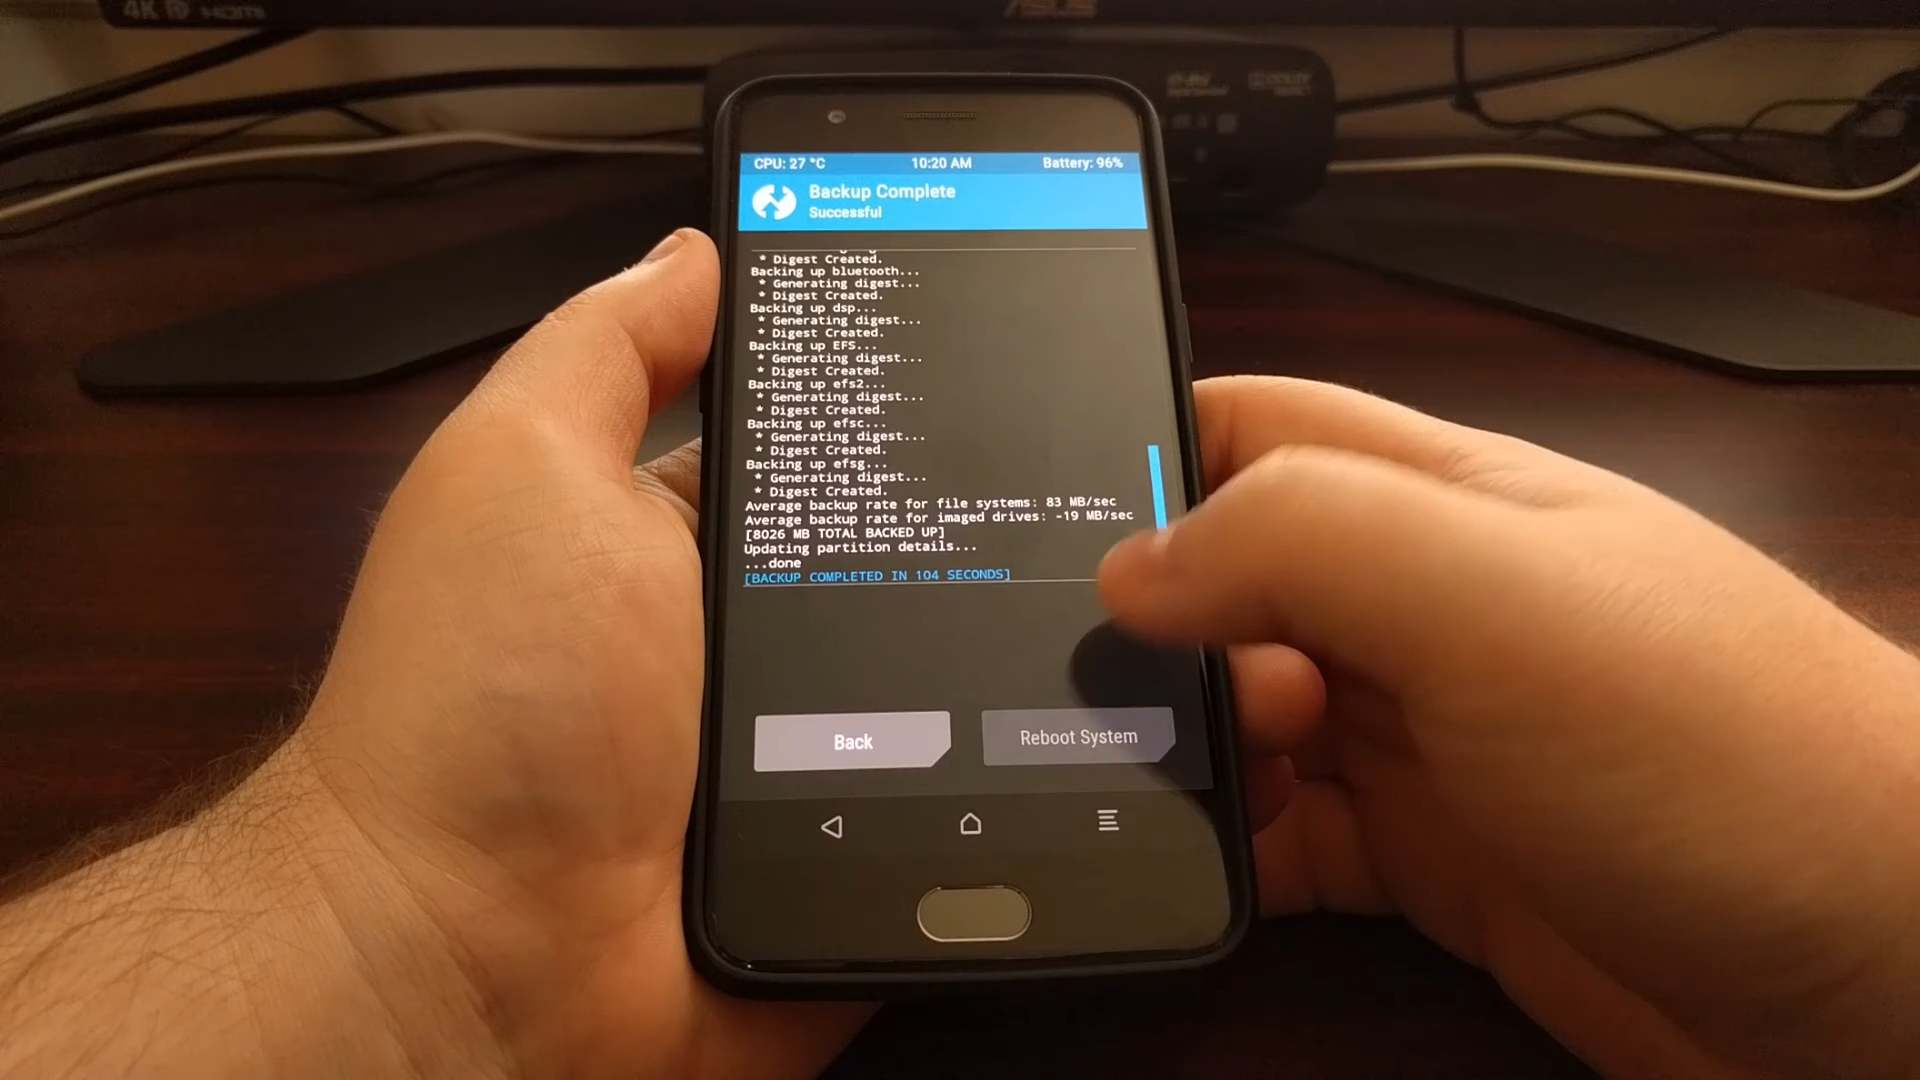 4K
HDMI
ASUS
CPU: 27 °C 10:20 AM Battery: 96%
Backup Complete
Successful
* Digest Created.
Backing up bluetooth...
* Generating digest...
* Digest Created.
Backing up dsp...
* Generating digest...
* Digest Created.
Backing up EFS...
* Generating digest...
* Digest Created.
Backing up efs2...
* Generating digest...
* Digest Created.
Backing up efsc...
* Generating digest...
* Digest Created.
Backing up efsg...
* Generating digest...
* Digest Created.
Average backup rate for file systems: 83 MB/sec
Average backup rate for imaged drives: -19 MB/sec
[8026 MB TOTAL BACKED UP]
Updating partition details...
...done
[BACKUP COMPLETED IN 104 SECONDS]
Back
Reboot System